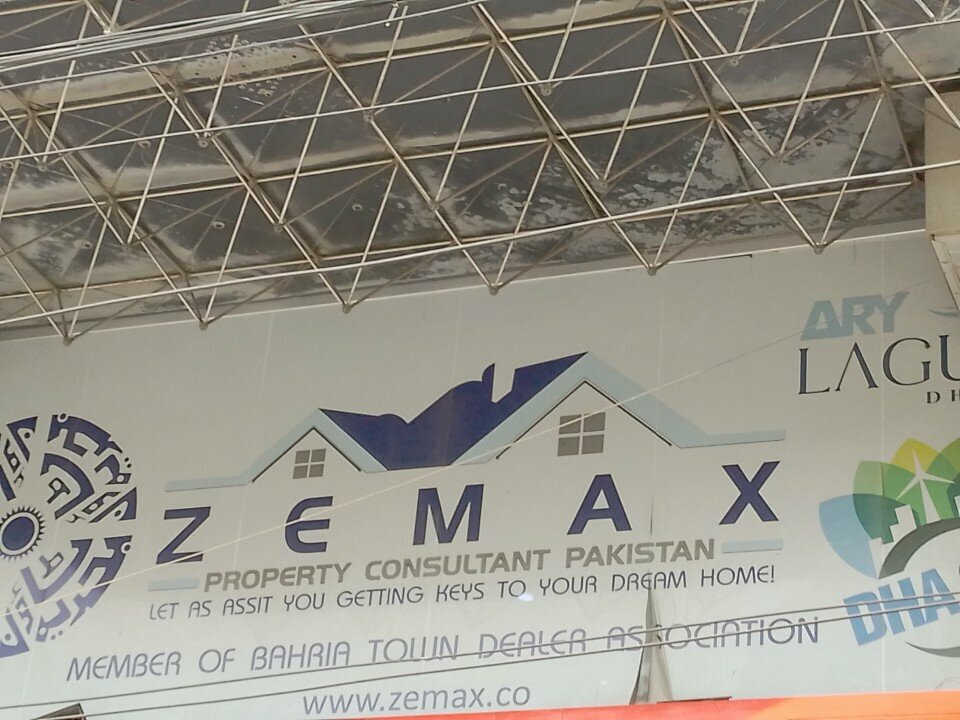 ARY
ZEMAX
PROPERTY CONSULTANT PAKISTAN
LET AS ASSIT YOU GETTING KEYS TO YOUR DREAM HOME!
DHA
MEMBER OF BAHRIA TOWN DEALER ASSOCIATION
www.zemax.co